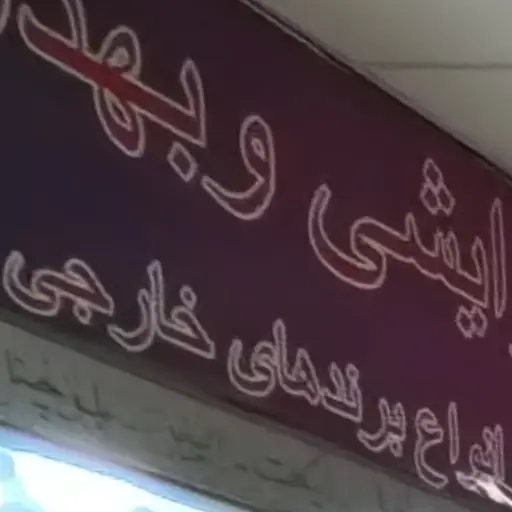 ایشی و بهد
انواع برندهای خارجی